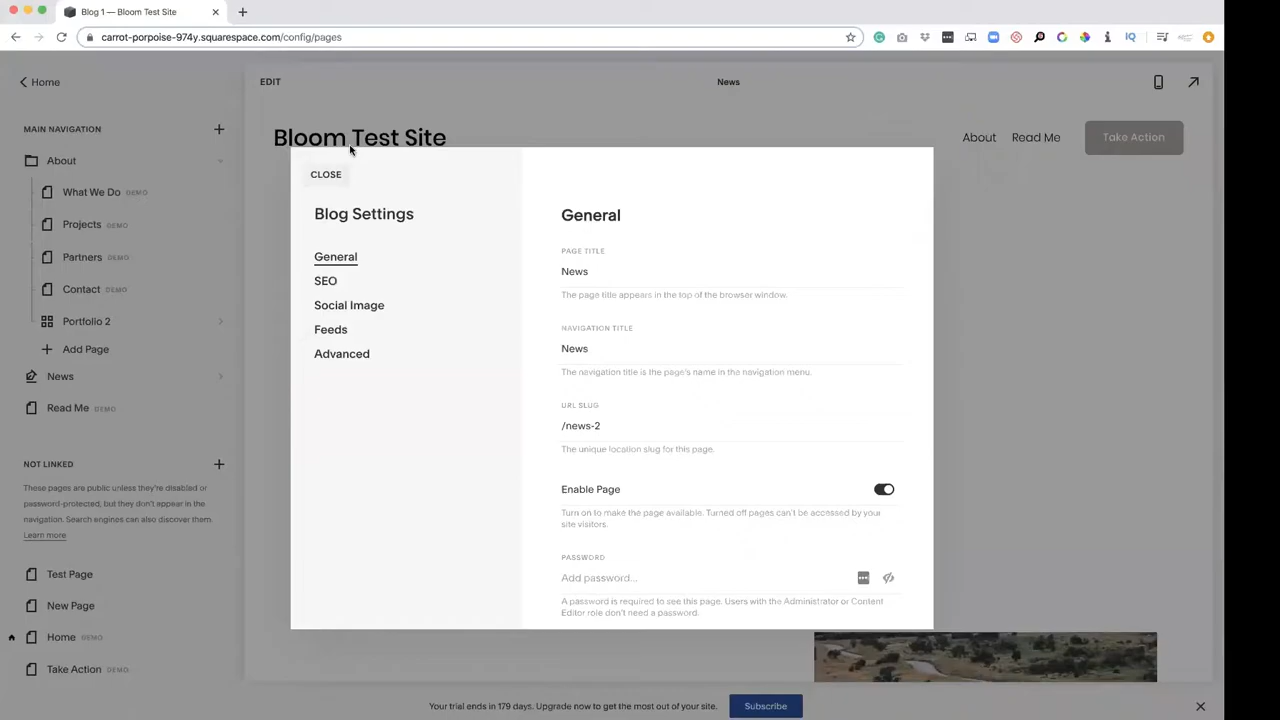 Blog 1 — Bloom Test Site
carrot-porpoise-974y.squarespace.com/config/pages
Home
MAIN NAVIGATION
About
What We Do DEMO
Projects DEMO
Partners DEMO
Contact DEMO
Portfolio 2
Add Page
News
Read Me DEMO
NOT LINKED
These pages are public unless they're disabled or
password-protected, but they don't appear in the
navigation. Search engines can also discover them.
Learn more
Test Page
New Page
Home DEMO
Take Action DEMO
EDIT
News
Bloom Test Site
About
Read Me
Take Action
CLOSE
Blog Settings
General
SEO
Social Image
Feeds
Advanced
General
PAGE TITLE
News
The page title appears in the top of the browser window.
NAVIGATION TITLE
News
The navigation title is the page's name in the navigation menu.
URL SLUG
/news-2
The unique location slug for this page.
Enable Page
Turn on to make the page available. Turned off pages can't be accessed by your
site visitors.
PASSWORD
Add password...
A password is required to see this page. Users with the Administrator or Content
Editor role don't need a password.
Your trial ends in 179 days. Upgrade now to get the most out of your site.
Subscribe